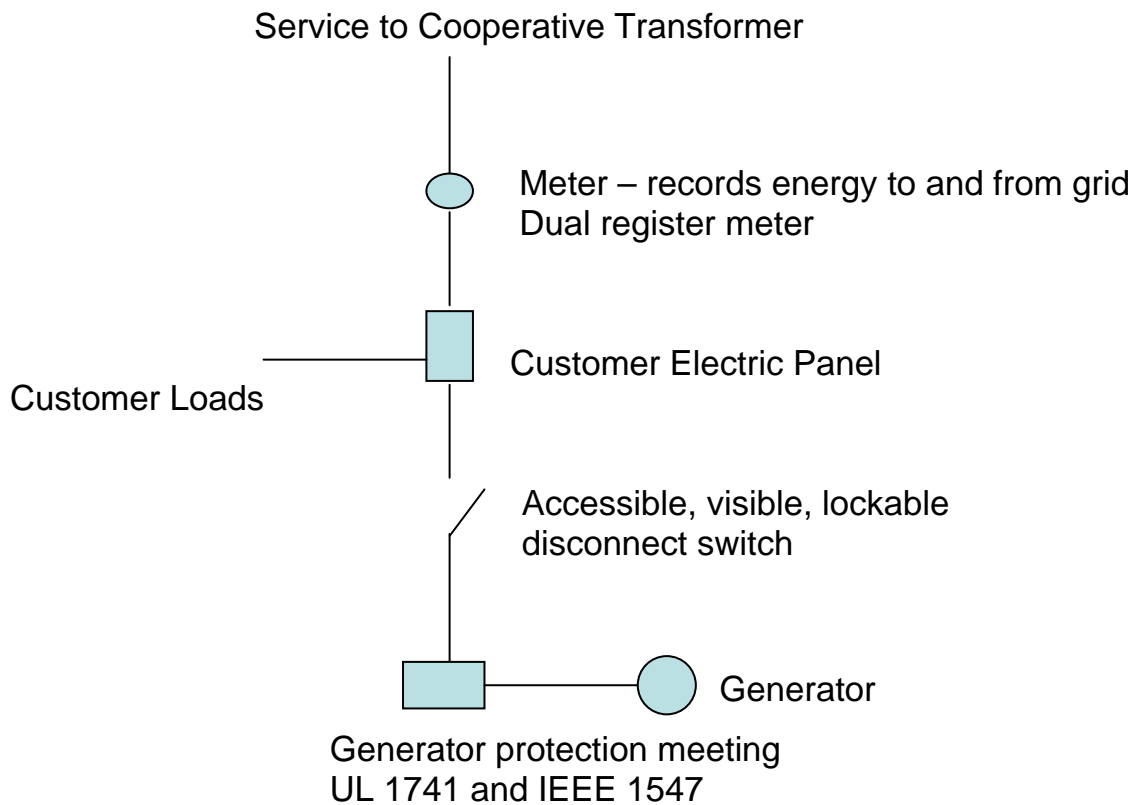 Service to Cooperative Transformer
Meter – records energy to and from grid
Dual register meter
Customer Electric Panel
Customer Loads
Accessible, visible, lockable
disconnect switch
Generator
Generator protection meeting
UL 1741 and IEEE 1547